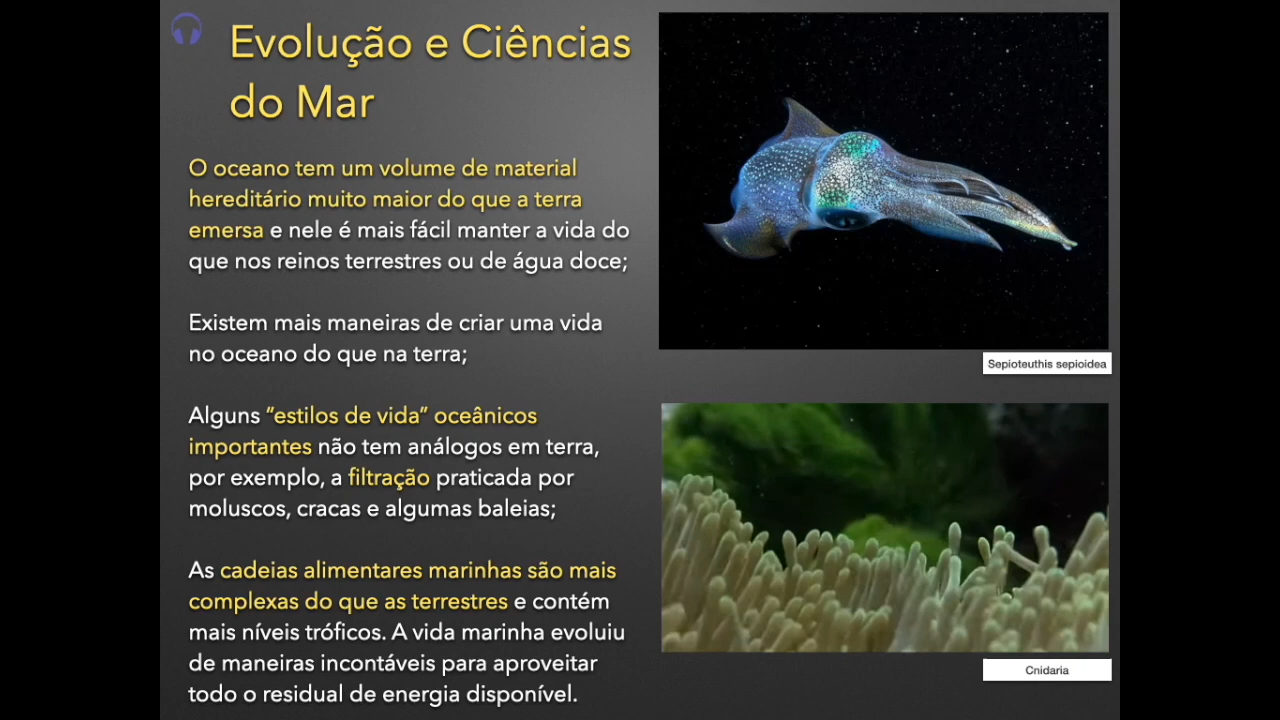 Evolução e Ciências
do Mar
O oceano tem um volume de material
hereditário muito maior do que a terra
emersa e nele é mais fácil manter a vida do
que nos reinos terrestres ou de água doce;
Existem mais maneiras de criar uma vida
no oceano do que na terra;
Alguns “estilos de vida” oceânicos
importantes não tem análogos em terra,
por exemplo, a filtração praticada por
moluscos, cracas e algumas baleias;
As cadeias alimentares marinhas são mais
complexas do que as terrestres e contém
mais níveis tróficos. A vida marinha evoluiu
de maneiras incontáveis para aproveitar
todo o residual de energia disponível.
Sepioteuthis sepioidea
Cnidaria